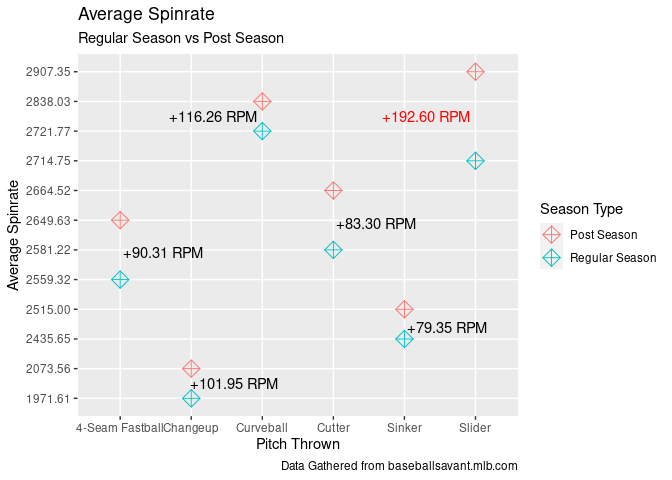 Average Spinrate
Regular Season vs Post Season
Average Spinrate
2907.35
2838.03
2721.77
2714.75
2664.52
2649.63
2581.22
2559.32
2515.00
2435.65
2073.56
1971.61
+116.26 RPM
+192.60 RPM
+83.30 RPM
+90.31 RPM
+79.35 RPM
+101.95 RPM
4-Seam Fastball Changeup Curveball Cutter Sinker Slider
Pitch Thrown
Season Type
Post Season
Regular Season
Data Gathered from baseballsavant.mlb.com